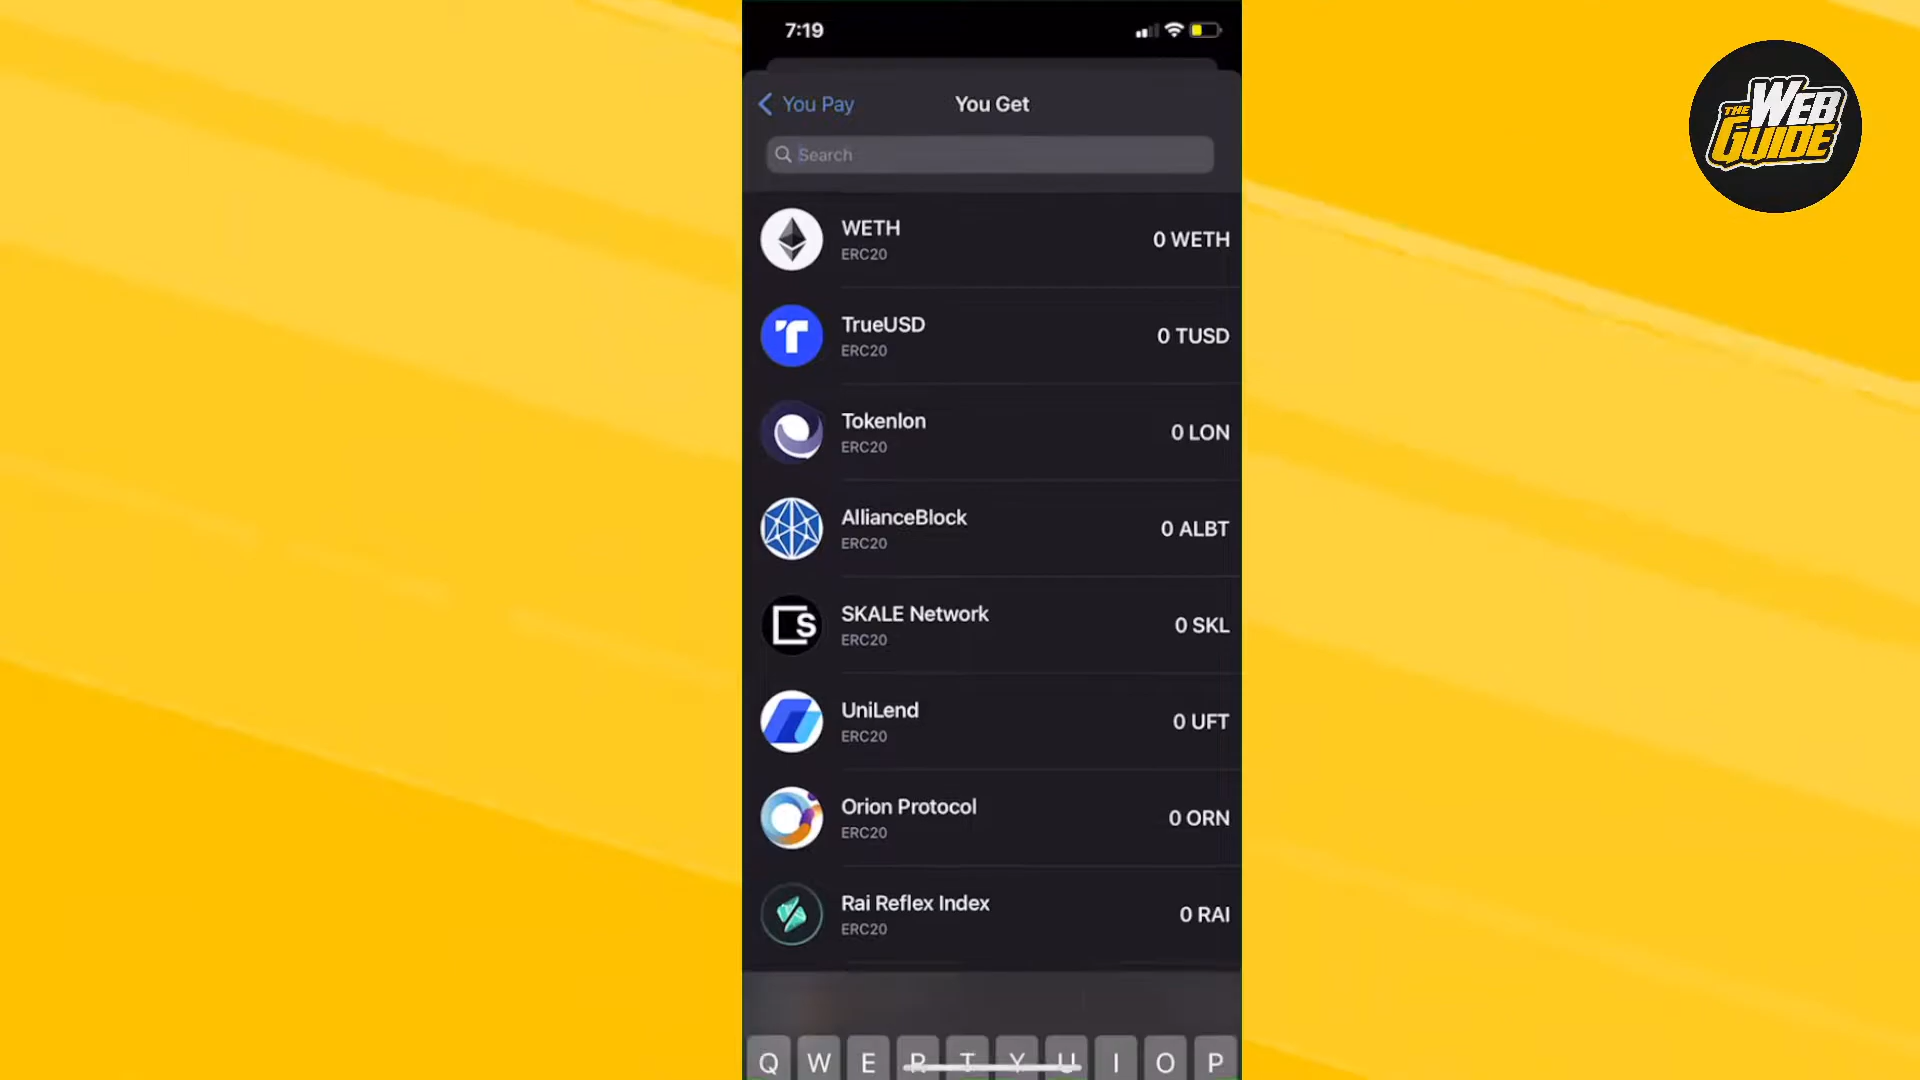 7:19
You Pay
You Get
Search
WETH
ERC20
0 WETH
TrueUSD
ERC20
0 TUSD
Tokenlon
ERC20
0 LON
AllianceBlock
ERC20
0 ALBT
SKALE Network
ERC20
0 SKL
UniLend
ERC20
0 UFT
Orion Protocol
ERC20
0 ORN
Rai Reflex Index
ERC20
0 RAI
Q W E R T Y U I O P
THE WEB
GUIDE